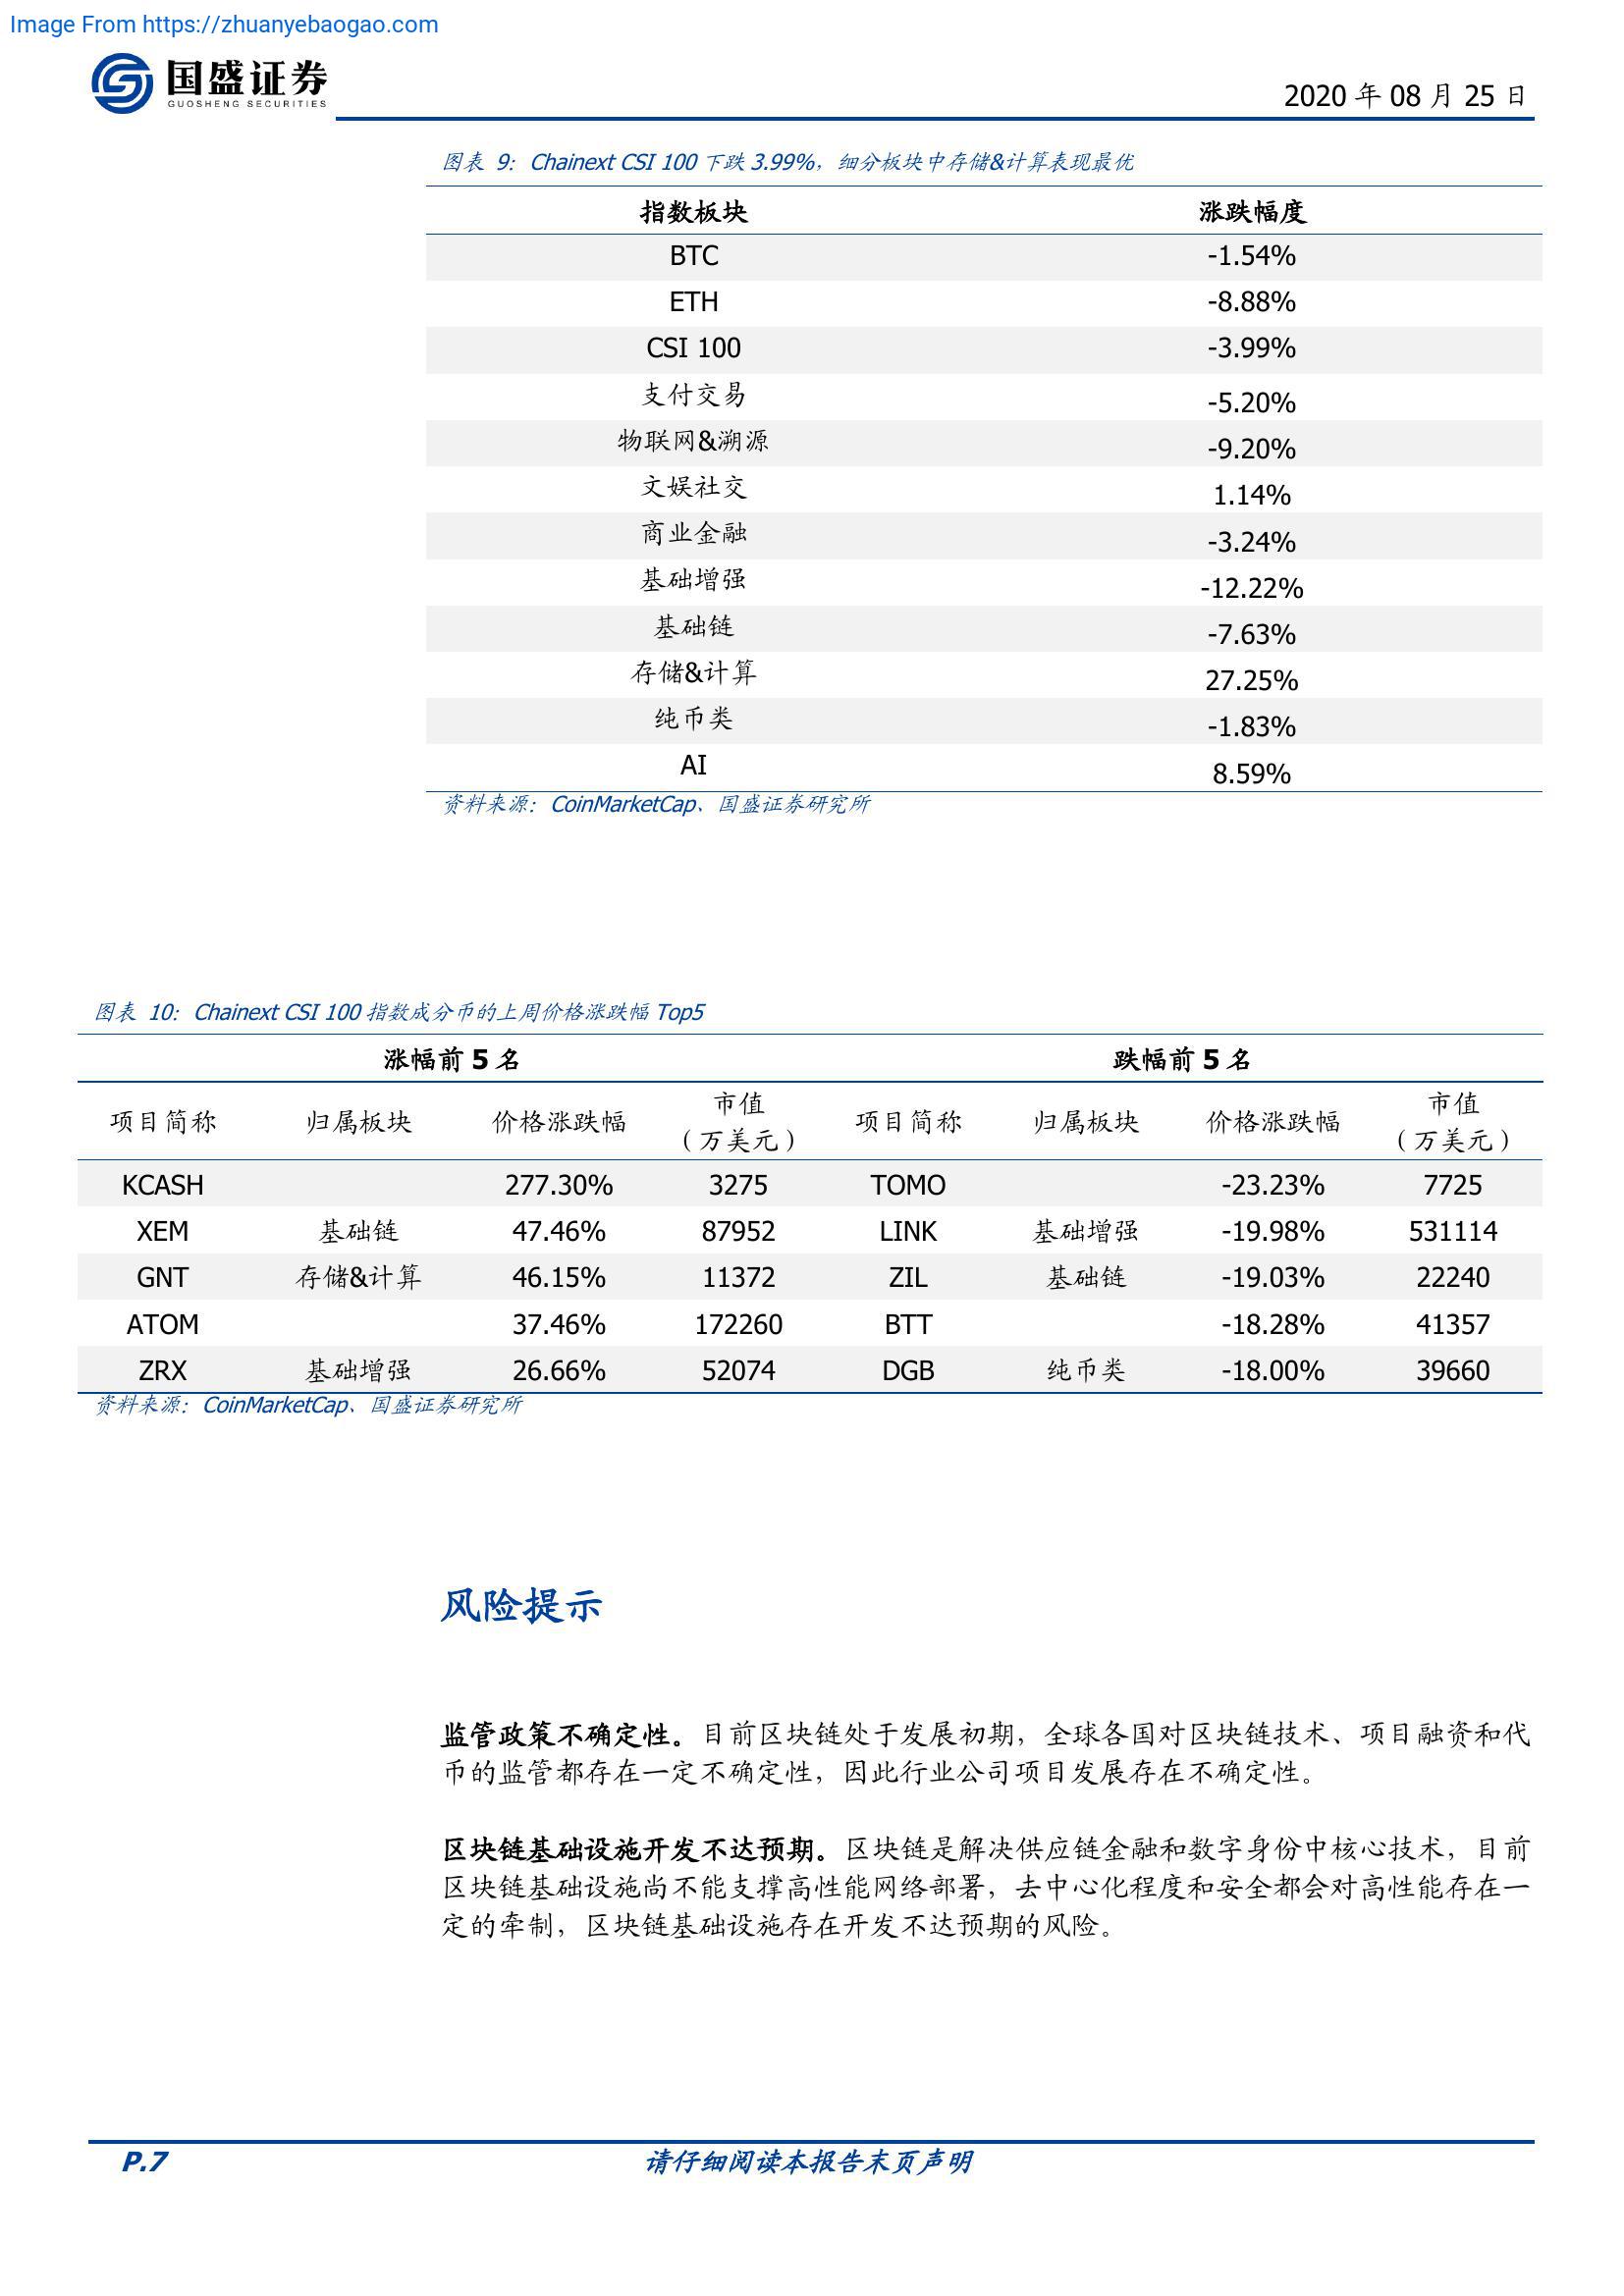 Image From https://zhuanyebaogao.com
国盛证券
GUOSHENG SECURITIES
2020 年 08 月 25 日
图表 9：Chainext CSI 100 下跌 3.99%，细分板块中存储&计算表现最优
指数板块 涨跌幅度
BTC -1.54%
ETH -8.88%
CSI 100 -3.99%
支付交易 -5.20%
物联网&溯源 -9.20%
文娱社交 1.14%
商业金融 -3.24%
基础增强 -12.22%
基础链 -7.63%
存储&计算 27.25%
纯币类 -1.83%
AI 8.59%
资料来源：CoinMarketCap、国盛证券研究所
图表 10：Chainext CSI 100 指数成分币的上周价格涨跌幅 Top5
涨幅前 5 名 跌幅前 5 名
项目简称 归属板块 价格涨跌幅 市值（万美元） 项目简称 归属板块 价格涨跌幅 市值（万美元）
KCASH 277.30% 3275 TOMO -23.23% 7725
XEM 基础链 47.46% 87952 LINK 基础增强 -19.98% 531114
GNT 存储&计算 46.15% 11372 ZIL 基础链 -19.03% 22240
ATOM 37.46% 172260 BTT -18.28% 41357
ZRX 基础增强 26.66% 52074 DGB 纯币类 -18.00% 39660
资料来源：CoinMarketCap、国盛证券研究所
风险提示
监管政策不确定性。目前区块链处于发展初期，全球各国对区块链技术、项目融资和代
币的监管都存在一定不确定性，因此行业公司项目发展存在不确定性。
区块链基础设施开发不达预期。区块链是解决供应链金融和数字身份中核心技术，目前
区块链基础设施尚不能支撑高性能网络部署，去中心化程度和安全都会对高性能存在一
定的牵制，区块链基础设施存在开发不达预期的风险。
P.7 请仔细阅读本报告末页声明